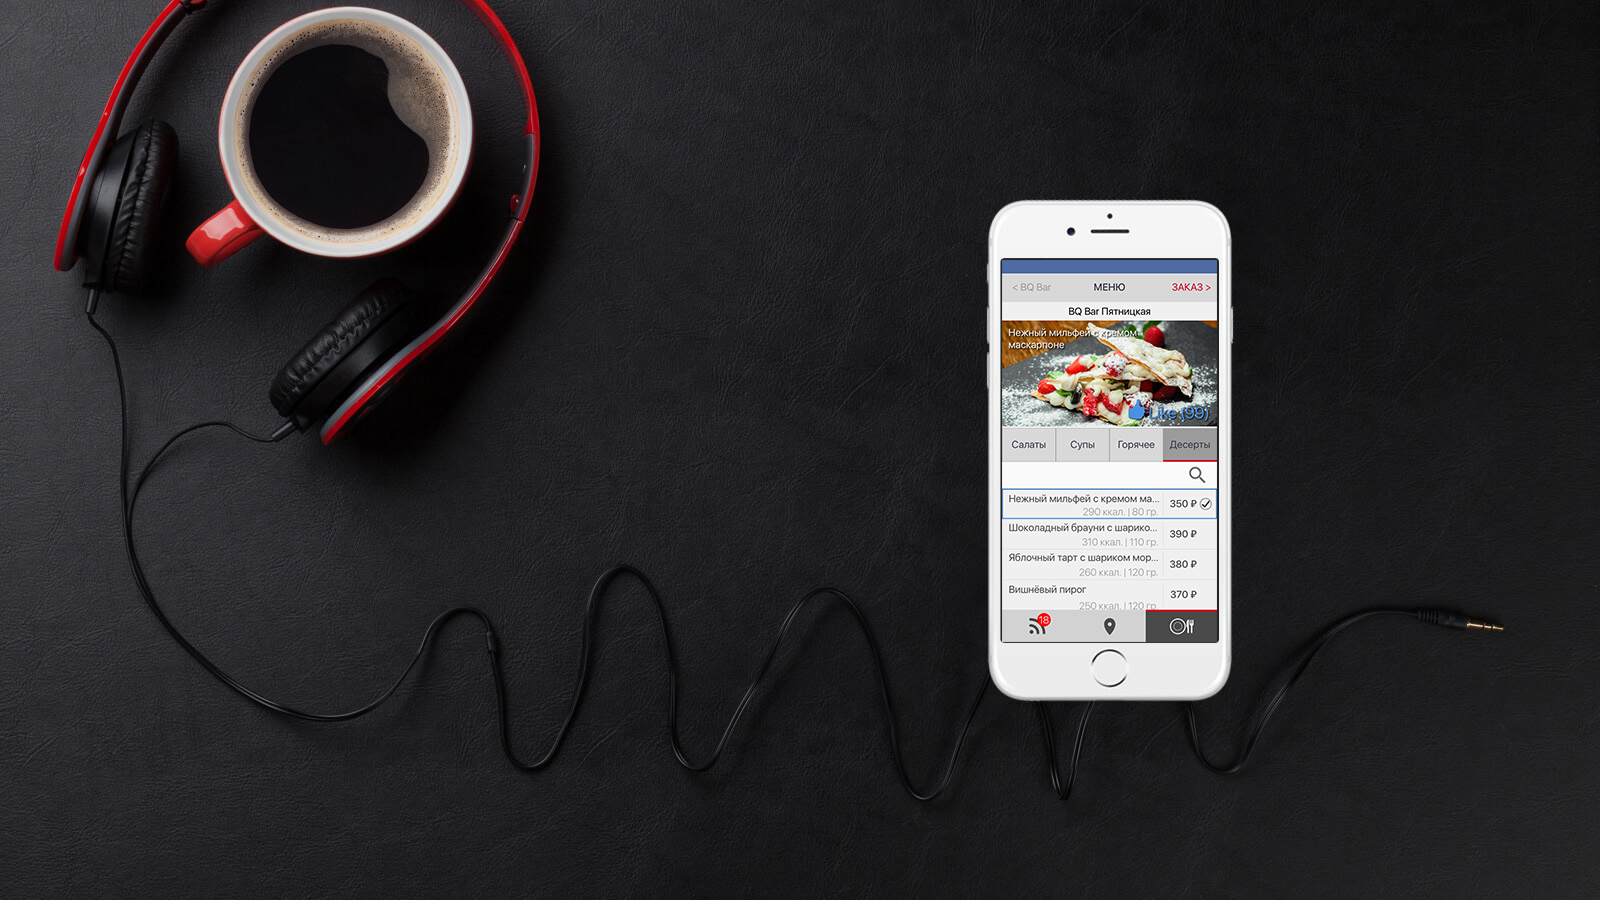 < BQ Bar МЕНЮ ЗАКАЗ >
BQ Bar Пятницкая
Нежный мильфей с кремом
маскарпоне
Like (99)
Салаты Супы Горячее Десерты
Нежный мильфей с кремом ма... 350 ₽
290 ккал. | 80 гр.
Шоколадный брауни с шарико... 390 ₽
310 ккал. | 110 гр.
Яблочный тарт с шариком мор... 380 ₽
260 ккал. | 120 гр.
Вишнёвый пирог 370 ₽
250 ккал. | 120 гр.
18